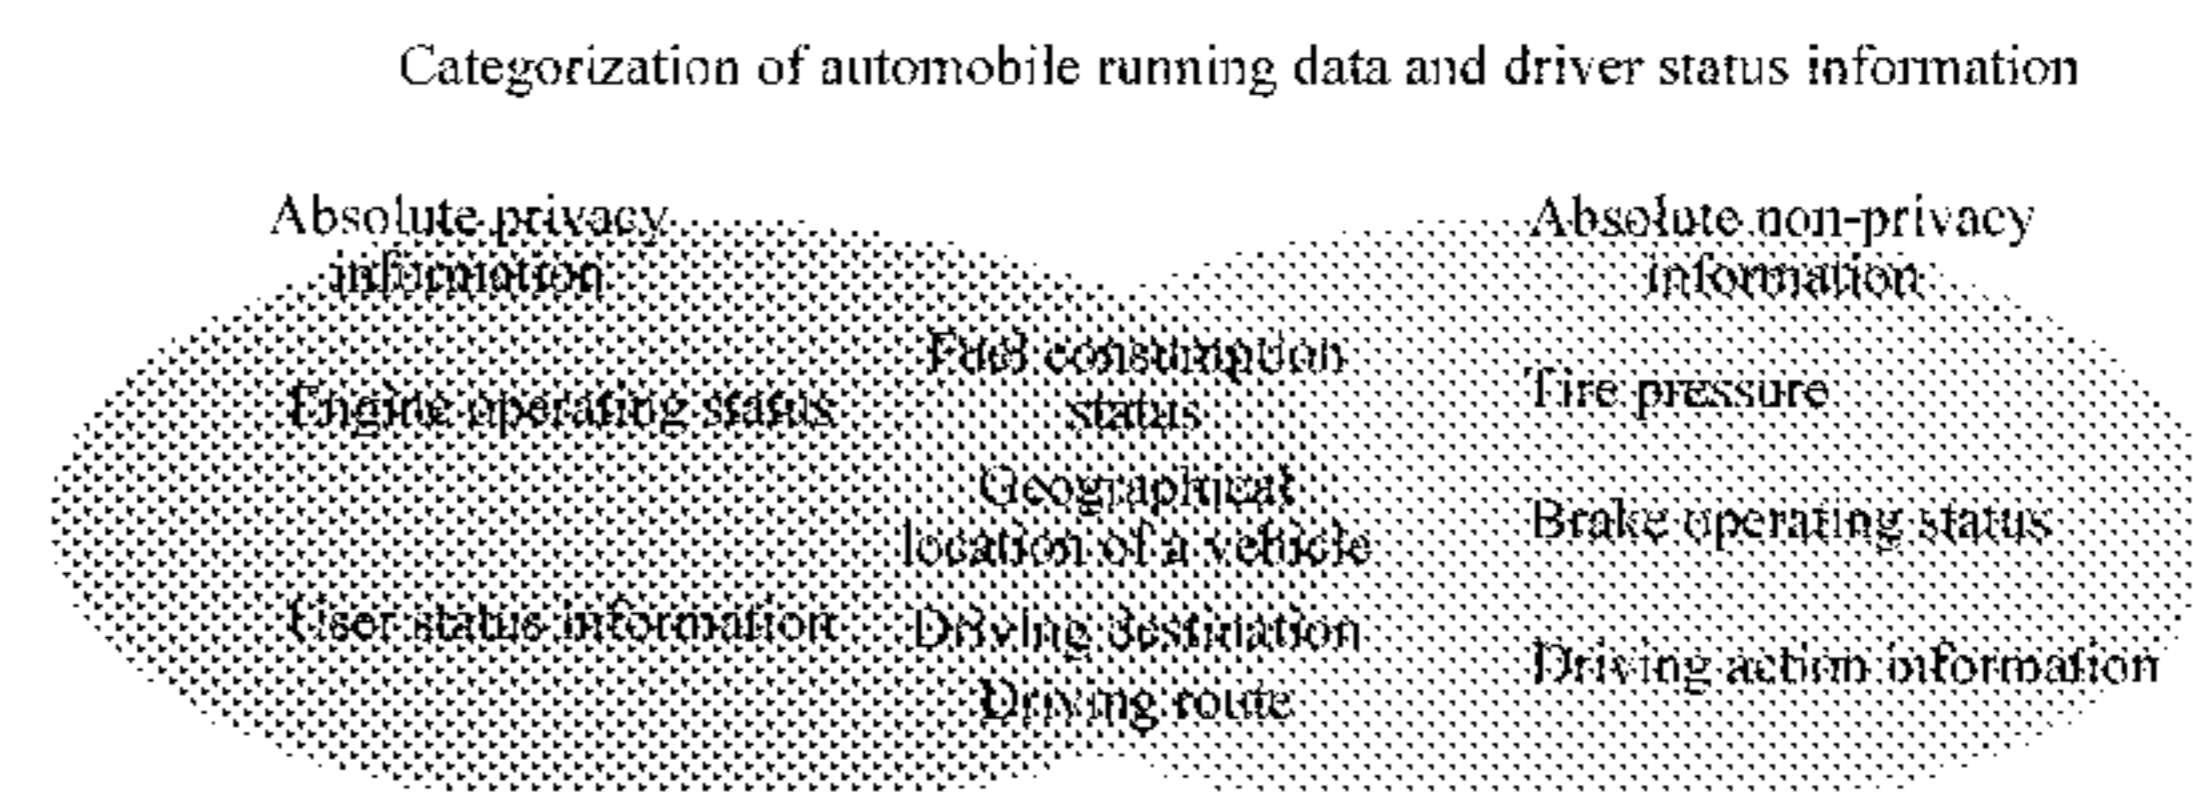 Categorization of automobile running data and driver status information
Absolute privacy
information
Absolute non-privacy
information
Engine operating status
User status information
Fuel consumption
status
Geographical
location of a vehicle
Driving destination
Driving route
Tire pressure
Brake operating status
Driving action information